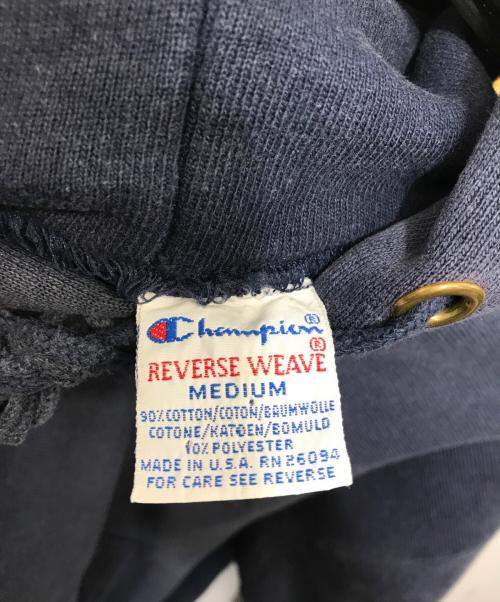 Champion®
REVERSE WEAVE®
MEDIUM
90% COTTON/COTON/BAUMWOLLE
COTONE/KATOEN/BOMULD
10% POLYESTER
MADE IN U.S.A. RN 26094
FOR CARE SEE REVERSE